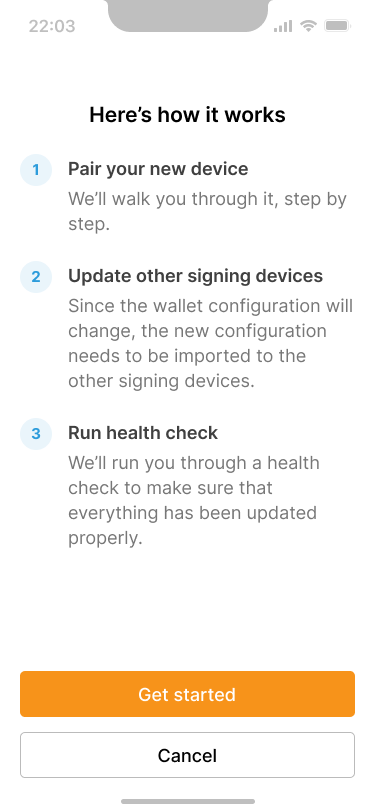 22:03
Here’s how it works
1
Pair your new device
We’ll walk you through it, step by
step.
2
Update other signing devices
Since the wallet configuration will
change, the new configuration
needs to be imported to the
other signing devices.
3
Run health check
We’ll run you through a health
check to make sure that
everything has been updated
properly.
Get started
Cancel